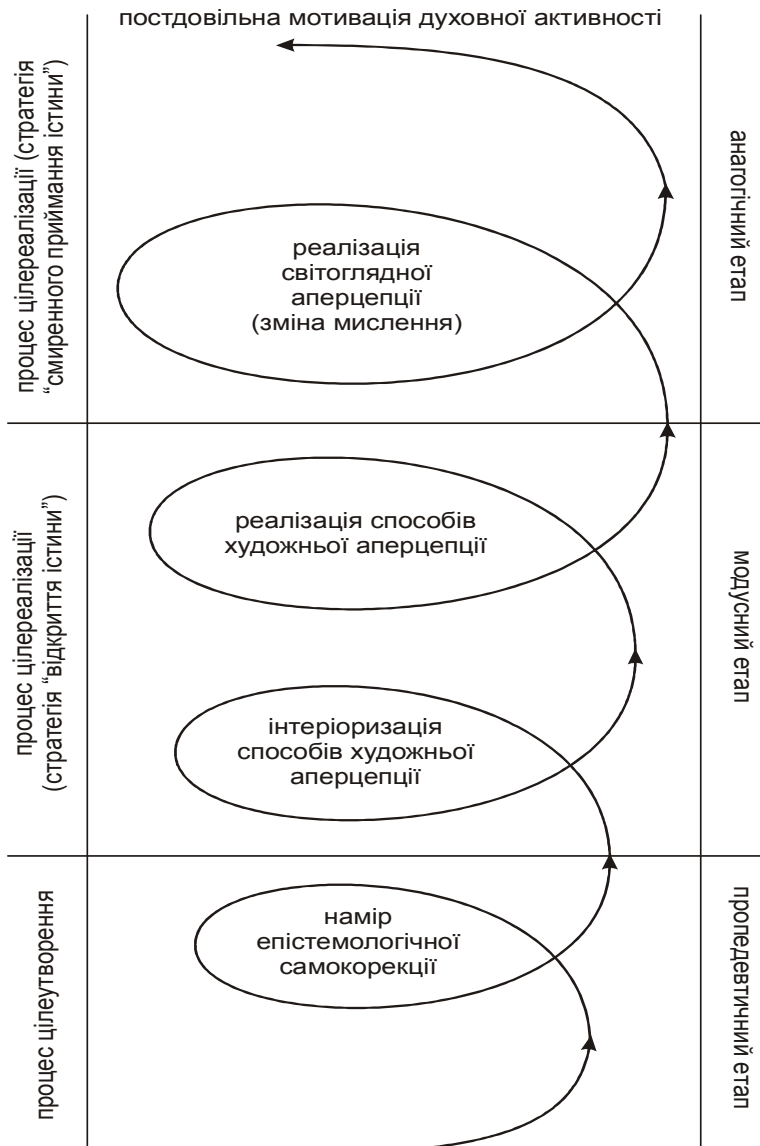 постдовільна мотивація духовної активності
процес цілереалізації (стратегія
“смиренного приймання істини”)
реалізація
світоглядної
аперцепції
(зміна мислення)
анагогічний етап
процес цілереалізації
(стратегія “відкриття істини”)
реалізація способів
художньої аперцепції
інтеріоризація
способів художньої
аперцепції
модусний етап
процес цілеутворення
намір
епістемологічної
самокорекції
пропедевтичний етап